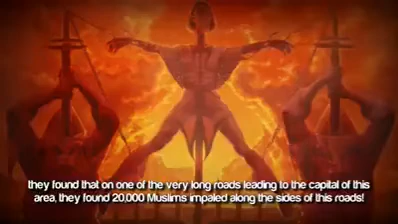 they found that on one of the very long roads leading to the capital of this
area, they found 20,000 Muslims impaled along the sides of this roads!